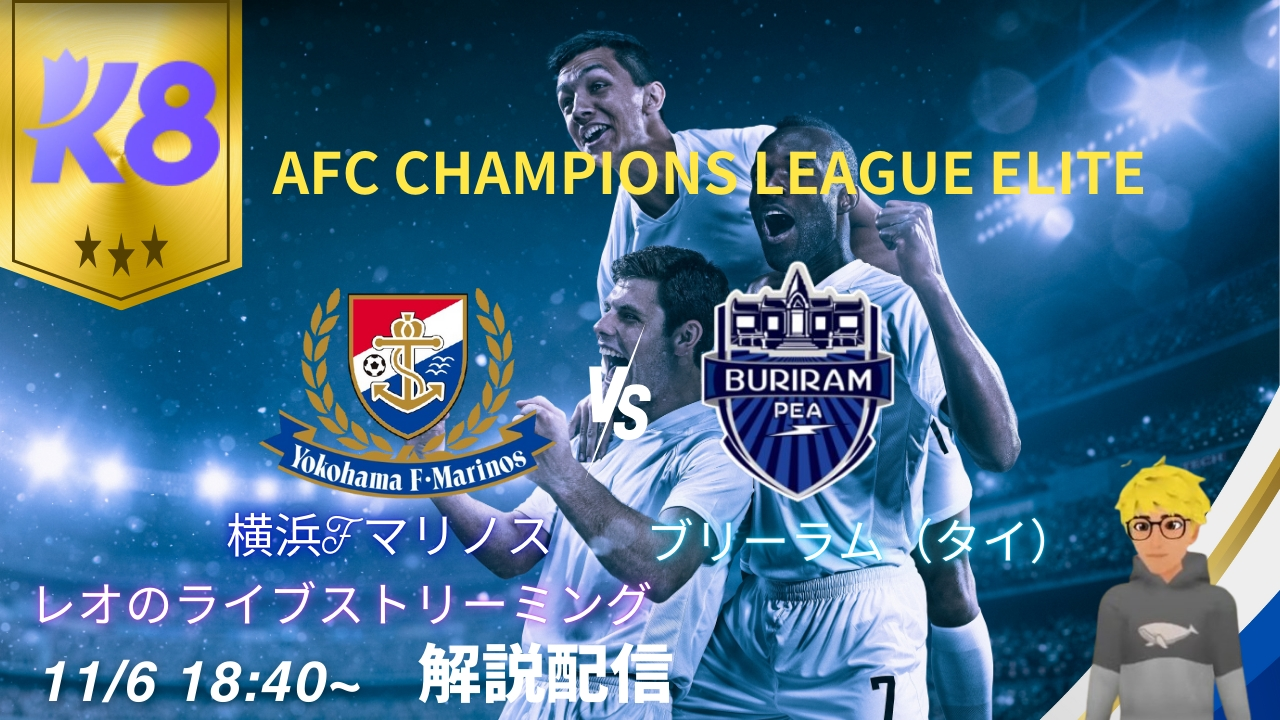 K8
AFC CHAMPIONS LEAGUE ELITE
VS
Yokohama F·Marinos
BURIRAM
PEA
横浜ℱマリノス
ブリーラム（タイ）
レオのライブストリーミング
11/6 18:40~
解説配信
7